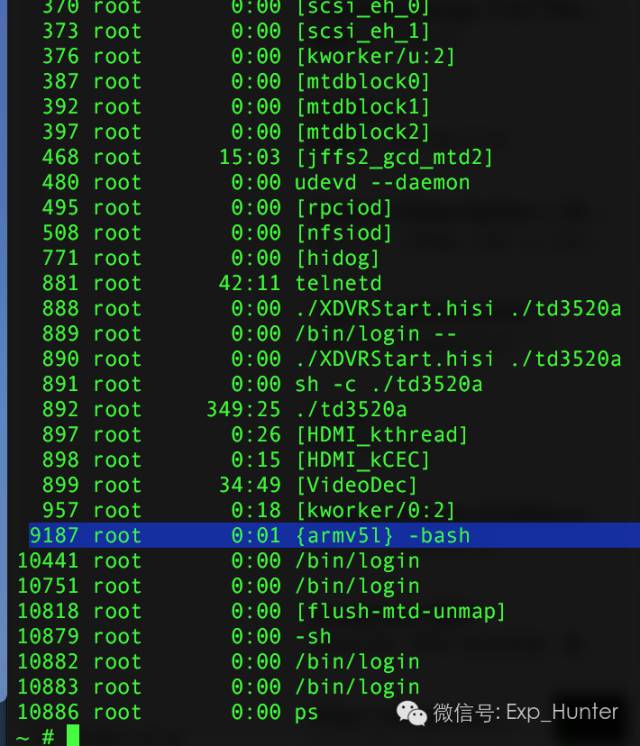 370 root 0:00 [scsi_eh_0]
373 root 0:00 [scsi_eh_1]
376 root 0:00 [kworker/u:2]
387 root 0:00 [mtdblock0]
392 root 0:00 [mtdblock1]
397 root 0:00 [mtdblock2]
468 root 15:03 [jffs2_gcd_mtd2]
480 root 0:00 udevd --daemon
495 root 0:00 [rpciod]
508 root 0:00 [nfsiod]
771 root 0:00 [hidog]
881 root 42:11 telnetd
888 root 0:00 ./XDVRStart.hisi ./td3520a
889 root 0:00 /bin/login --
890 root 0:00 ./XDVRStart.hisi ./td3520a
891 root 0:00 sh -c ./td3520a
892 root 349:25 ./td3520a
897 root 0:26 [HDMI_kthread]
898 root 0:15 [HDMI_kCEC]
899 root 34:49 [VideoDec]
957 root 0:18 [kworker/0:2]
9187 root 0:01 {armv5l} -bash
10441 root 0:00 /bin/login
10751 root 0:00 /bin/login
10818 root 0:00 [flush-mtd-unmap]
10879 root 0:00 -sh
10882 root 0:00 /bin/login
10883 root 0:00 /bin/login
10886 root 0:00 ps
~ #
微信号: Exp_Hunter